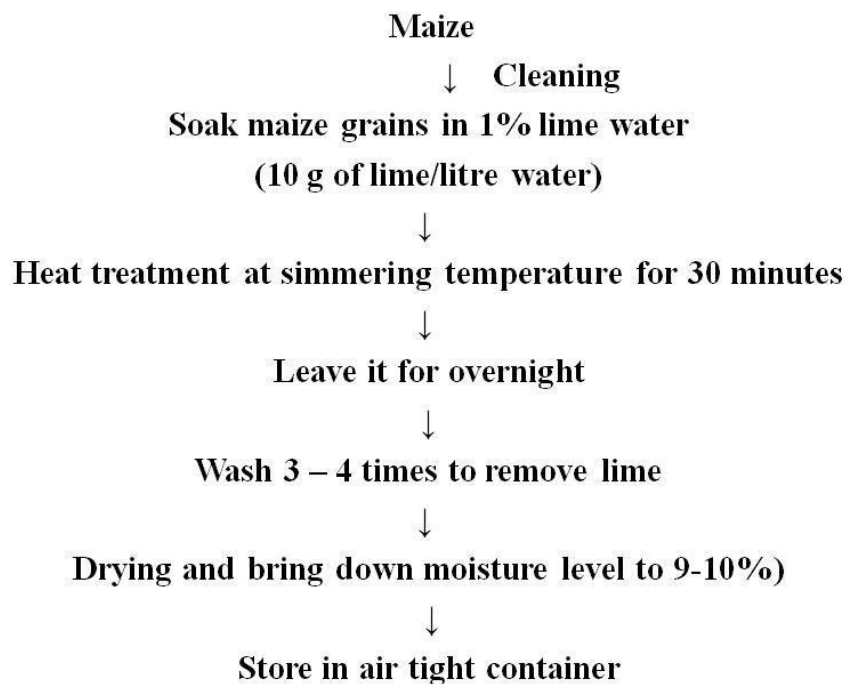 Maize
↓ Cleaning
Soak maize grains in 1% lime water
(10 g of lime/litre water)
↓
Heat treatment at simmering temperature for 30 minutes
↓
Leave it for overnight
↓
Wash 3 – 4 times to remove lime
↓
Drying and bring down moisture level to 9-10%)
↓
Store in air tight container